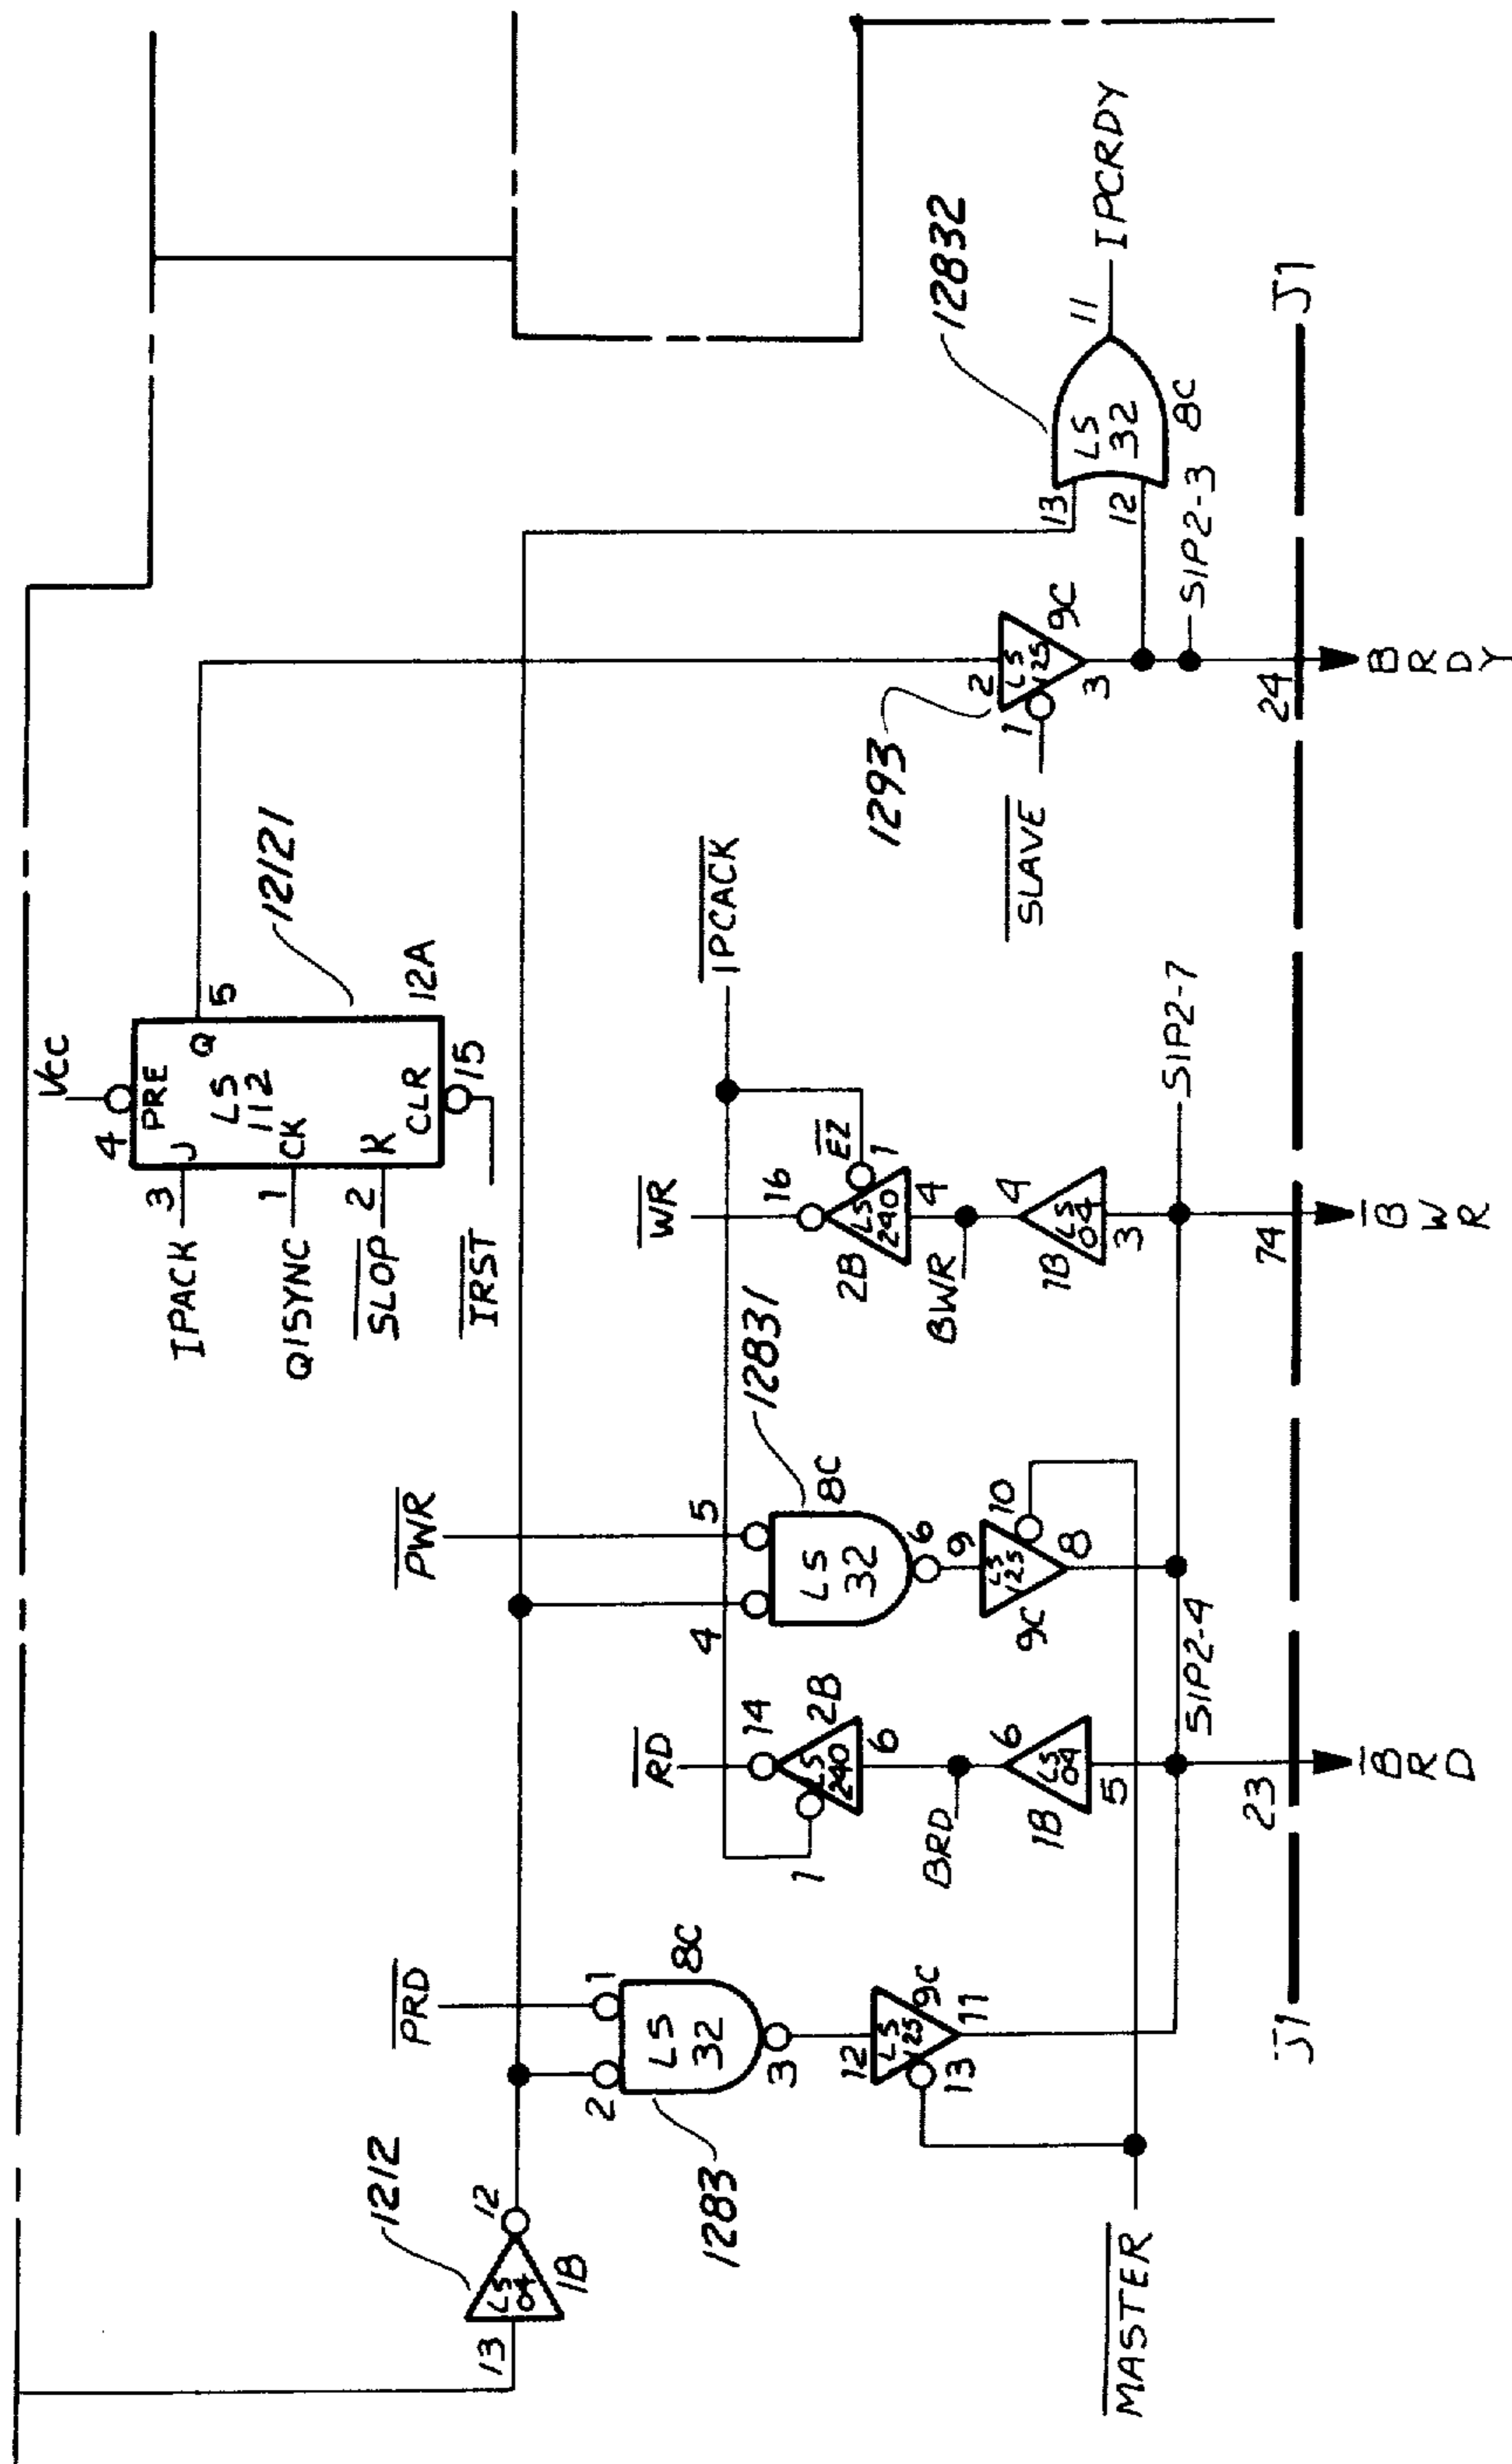 Vcc
4
PRE
3
J
Q
5
IPACK
LS
112
1
CK
12121
QISYNC
2
K
SLOP
CLR
12A
15
IRST
1212
12
LS
04
13
1B
PRD
PWR
RD
WR
IPCACK
2
1
8C
LS
32
3
1283
12
LS
125
9C
13
11
14
2B
LS
240
1
6
BRD
6
LS
04
1B
5
4
5
12831
8C
LS
32
6
9
10
LS
125
9C
8
16
EZ
LS
240
1
2B
4
BWR
4
LS
04
1B
3
1293
2
LS
125
9C
1
3
SLAVE
12832
13
LS
32
12
11
IPCRDY
8C
SIP2-3
MASTER
SIP2-4
SIP2-7
J1
23
74
24
J1
BRD
BWR
BRDY